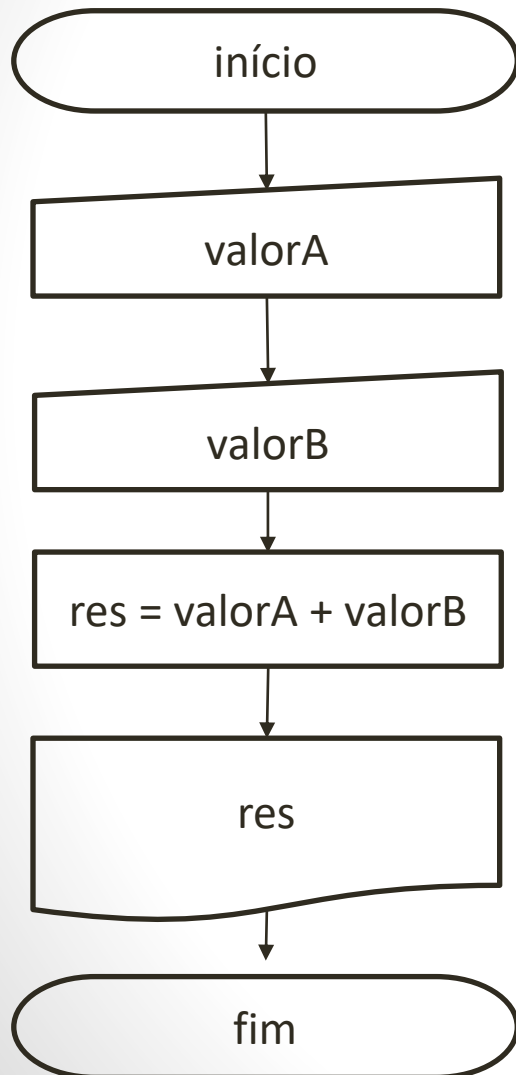 início
valorA
valorB
res = valorA + valorB
res
fim